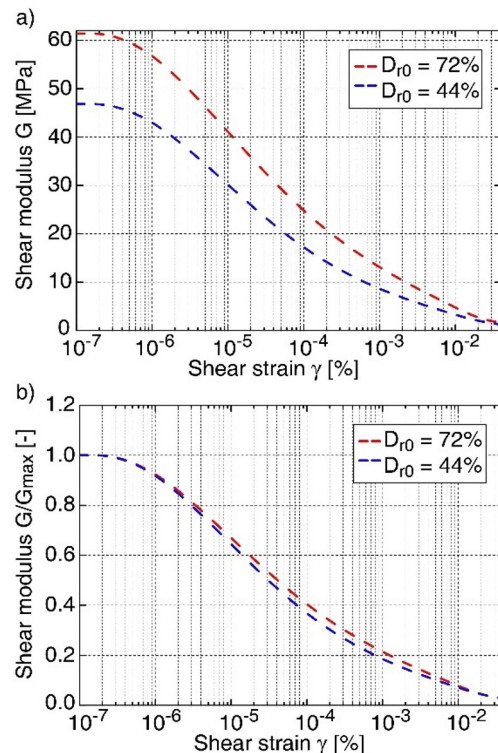 a)
60
50
40
30
20
10
0
Shear modulus G [MPa]
D_r0 = 72%
D_r0 = 44%
10^-7 10^-6 10^-5 10^-4 10^-3 10^-2
Shear strain γ [%]
b)
1.2
1.0
0.8
0.6
0.4
0.2
0.0
Shear modulus G/Gmax [-]
D_r0 = 72%
D_r0 = 44%
10^-7 10^-6 10^-5 10^-4 10^-3 10^-2
Shear strain γ [%]